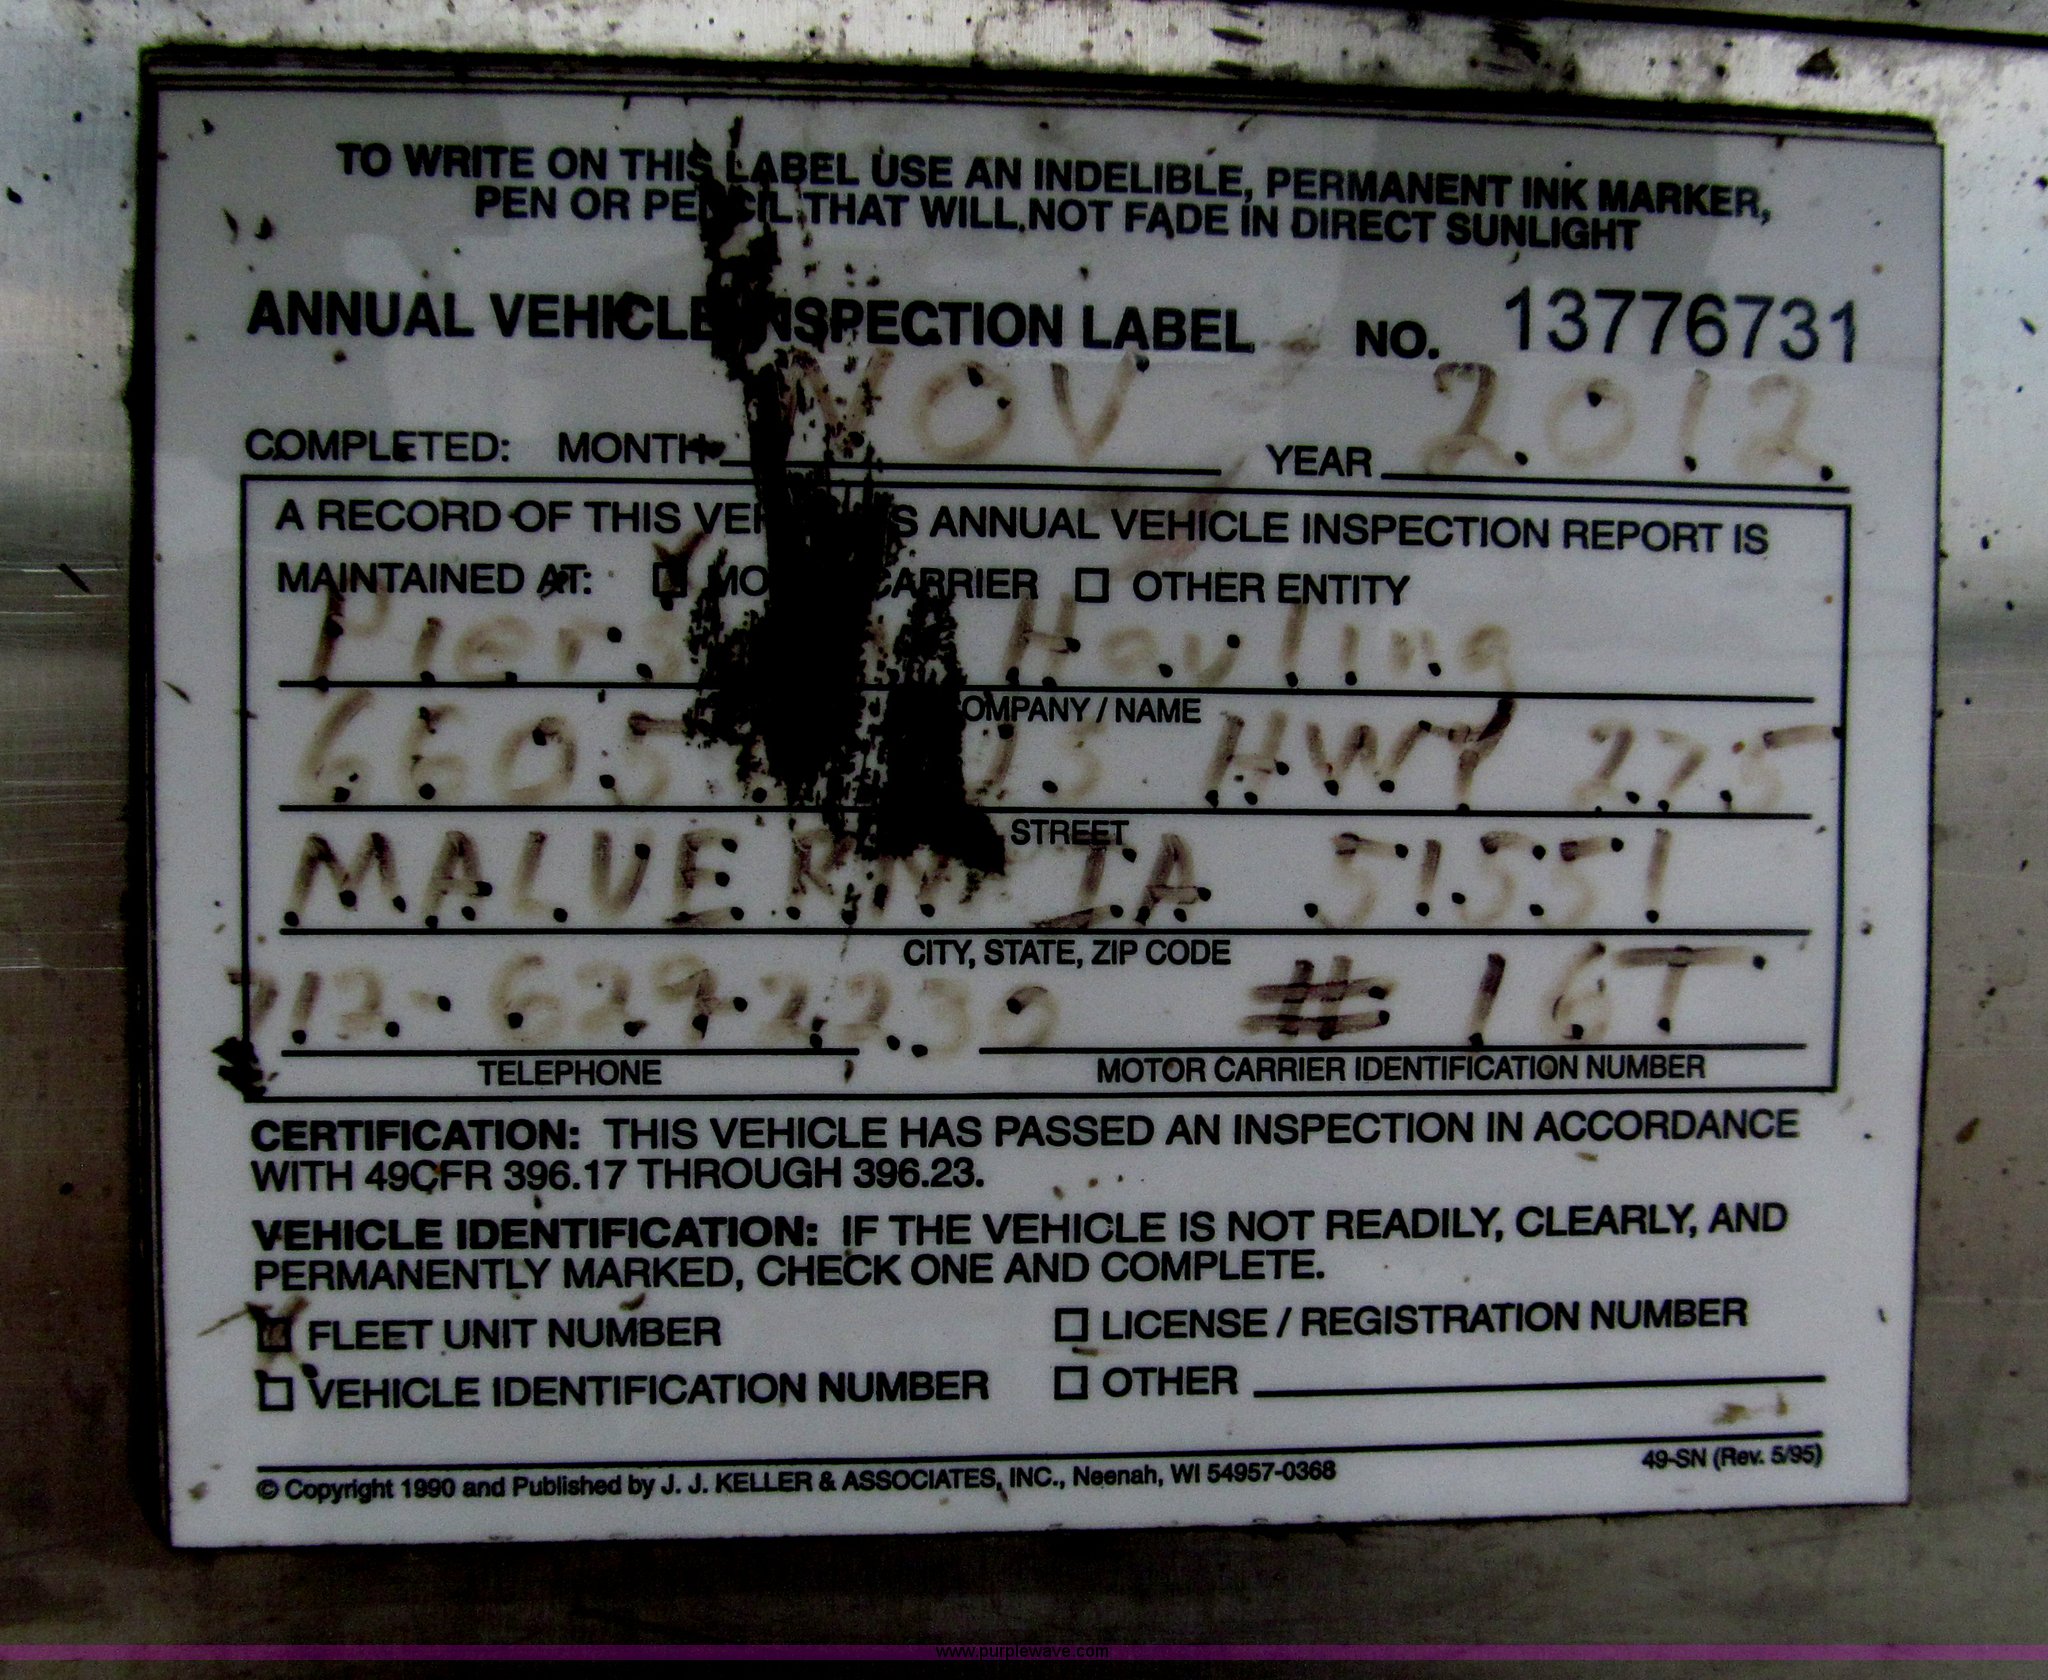 TO WRITE ON THIS LABEL USE AN INDELIBLE, PERMANENT INK MARKER,
PEN OR PENCIL THAT WILL NOT FADE IN DIRECT SUNLIGHT
ANNUAL VEHICLE INSPECTION LABEL NO. 13776731
COMPLETED: MONTH NOV YEAR 2012
A RECORD OF THIS ANNUAL VEHICLE INSPECTION REPORT IS
MAINTAINED AT: CARRIER OTHER ENTITY
Hauling
COMPANY / NAME
6605 HWY 275
STREET
MALVERN IA 51551
CITY, STATE, ZIP CODE
712-629-2230 # 16T
TELEPHONE MOTOR CARRIER IDENTIFICATION NUMBER
CERTIFICATION: THIS VEHICLE HAS PASSED AN INSPECTION IN ACCORDANCE
WITH 49CFR 396.17 THROUGH 396.23.
VEHICLE IDENTIFICATION: IF THE VEHICLE IS NOT READILY, CLEARLY, AND
PERMANENTLY MARKED, CHECK ONE AND COMPLETE.
FLEET UNIT NUMBER LICENSE / REGISTRATION NUMBER
VEHICLE IDENTIFICATION NUMBER OTHER
49-SN (Rev. 5/95)
© Copyright 1990 and Published by J. J. KELLER & ASSOCIATES, INC., Neenah, WI 54957-0368
www.purplewave.com